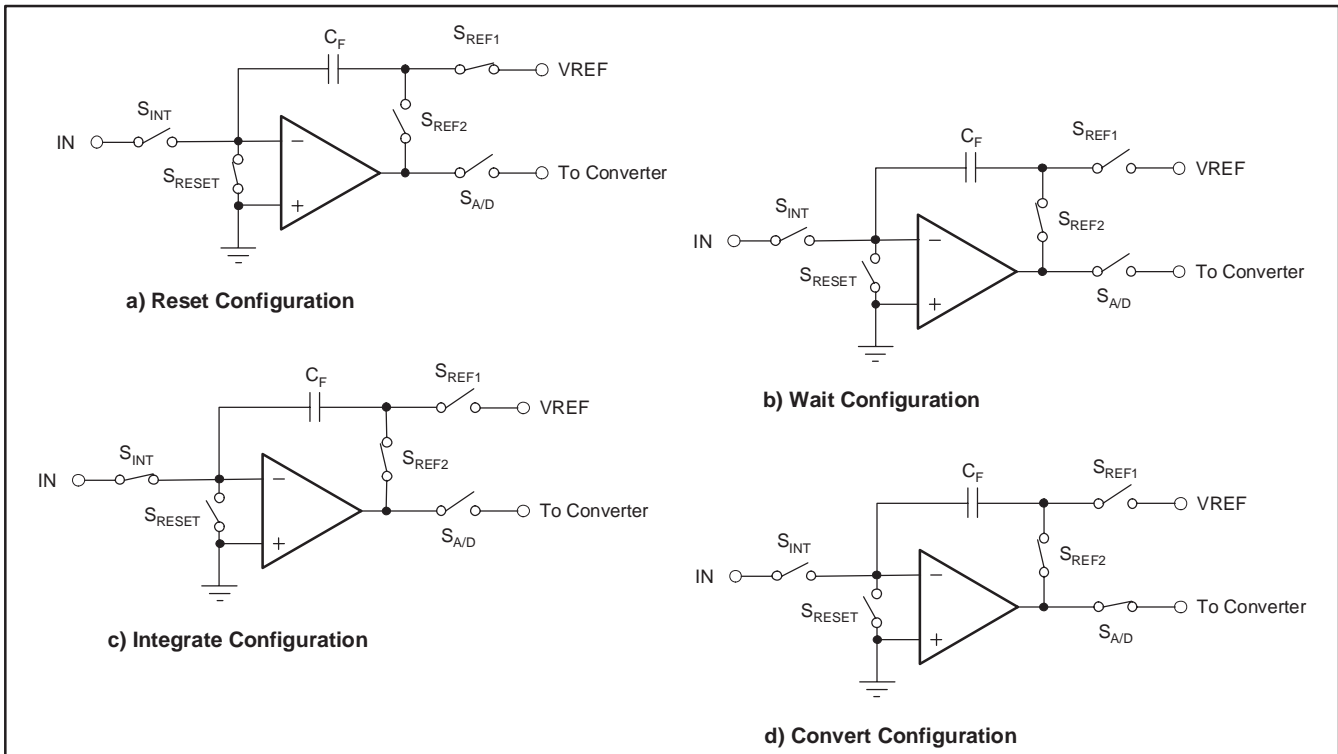 C_F
S_REF1
VREF
S_INT
IN
S_REF2
S_RESET
−
+
To Converter
S_A/D
a) Reset Configuration
C_F
S_REF1
VREF
S_INT
IN
S_REF2
S_RESET
−
+
To Converter
S_A/D
b) Wait Configuration
C_F
S_REF1
VREF
S_INT
IN
S_REF2
S_RESET
−
+
To Converter
S_A/D
c) Integrate Configuration
C_F
S_REF1
VREF
S_INT
IN
S_REF2
S_RESET
−
+
To Converter
S_A/D
d) Convert Configuration